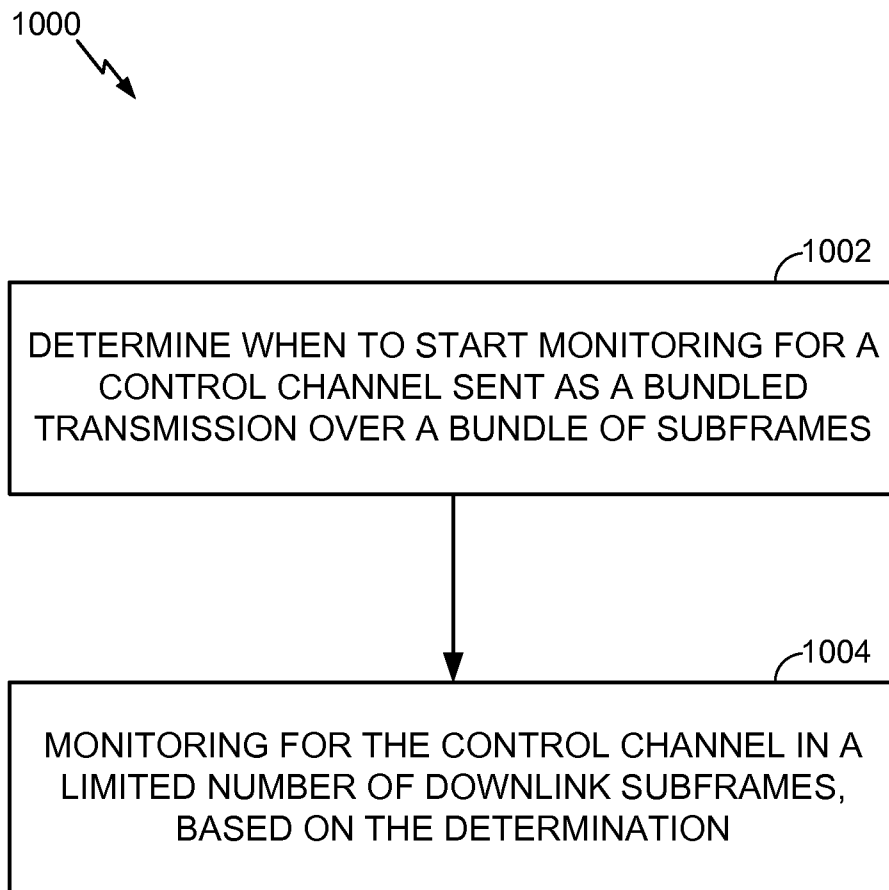 1000
1002
DETERMINE WHEN TO START MONITORING FOR A
CONTROL CHANNEL SENT AS A BUNDLED
TRANSMISSION OVER A BUNDLE OF SUBFRAMES
1004
MONITORING FOR THE CONTROL CHANNEL IN A
LIMITED NUMBER OF DOWNLINK SUBFRAMES,
BASED ON THE DETERMINATION